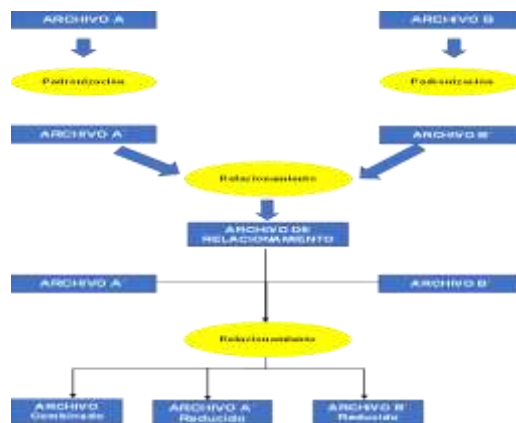 ARCHIVO A
ARCHIVO B
Padronización
Padronización
ARCHIVO A
ARCHIVO B
Relacionamiento
ARCHIVO DE
RELACIONAMIENTO
ARCHIVO A
ARCHIVO B
Relacionamiento
ARCHIVO
Combinado
ARCHIVO A
Reducido
ARCHIVO B
Reducido